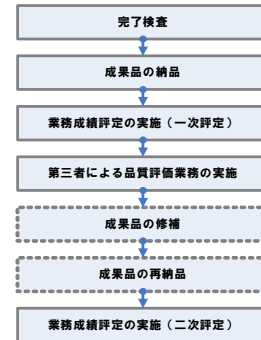 完了検査
成果品の納品
業務成績評定の実施（一次評定）
第三者による品質評価業務の実施
成果品の修補
成果品の再納品
業務成績評定の実施（二次評定）